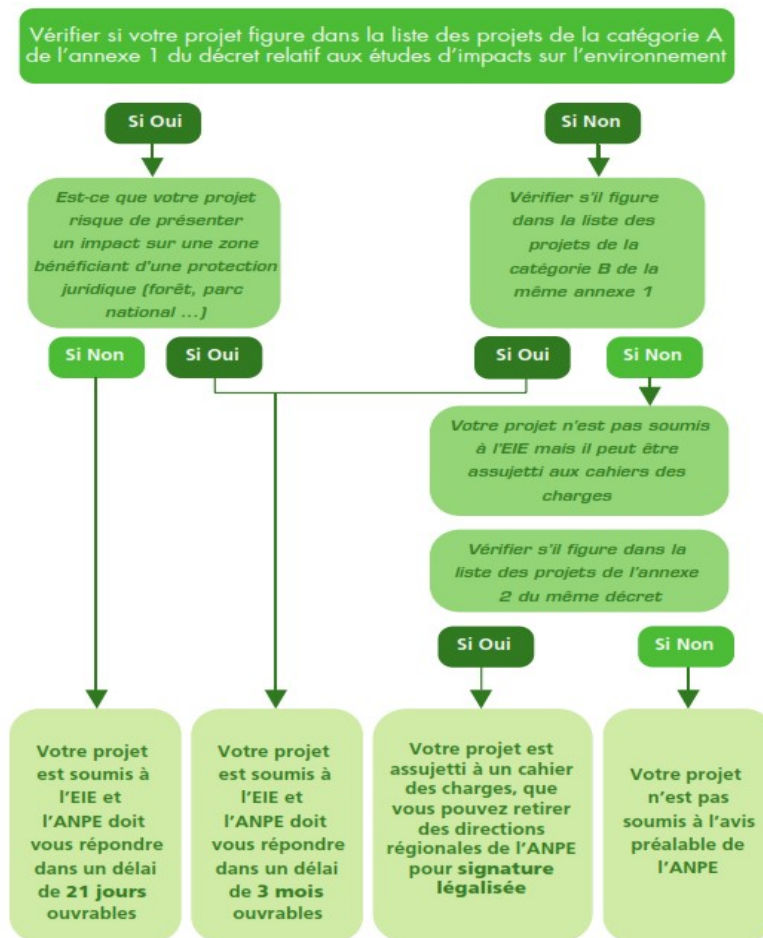 Vérifier si votre projet figure dans la liste des projets de la catégorie A
de l'annexe 1 du décret relatif aux études d'impacts sur l'environnement
Si Oui
Si Non
Est-ce que votre projet
risque de présenter
un impact sur une zone
bénéficiant d'une protection
juridique (forêt, parc
national ...)
Vérifier s'il figure
dans la liste des
projets de la
catégorie B de la
même annexe 1
Si Non
Si Oui
Si Oui
Si Non
Votre projet n'est pas soumis
à l'EIE mais il peut être
assujetti aux cahiers des
charges
Vérifier s'il figure dans la
liste des projets de l'annexe
2 du même décret
Si Oui
Si Non
Votre projet
est soumis à
l'EIE et
l'ANPE doit
vous répondre
dans un délai
de 21 jours
ouvrables
Votre projet
est soumis à
l'EIE et
l'ANPE doit
vous répondre
dans un délai
de 3 mois
ouvrables
Votre projet est
assujetti à un cahier
des charges, que
vous pouvez retirer
des directions
régionales de l'ANPE
pour signature
légalisée
Votre projet
n'est pas
soumis à l'avis
préalable de
l'ANPE